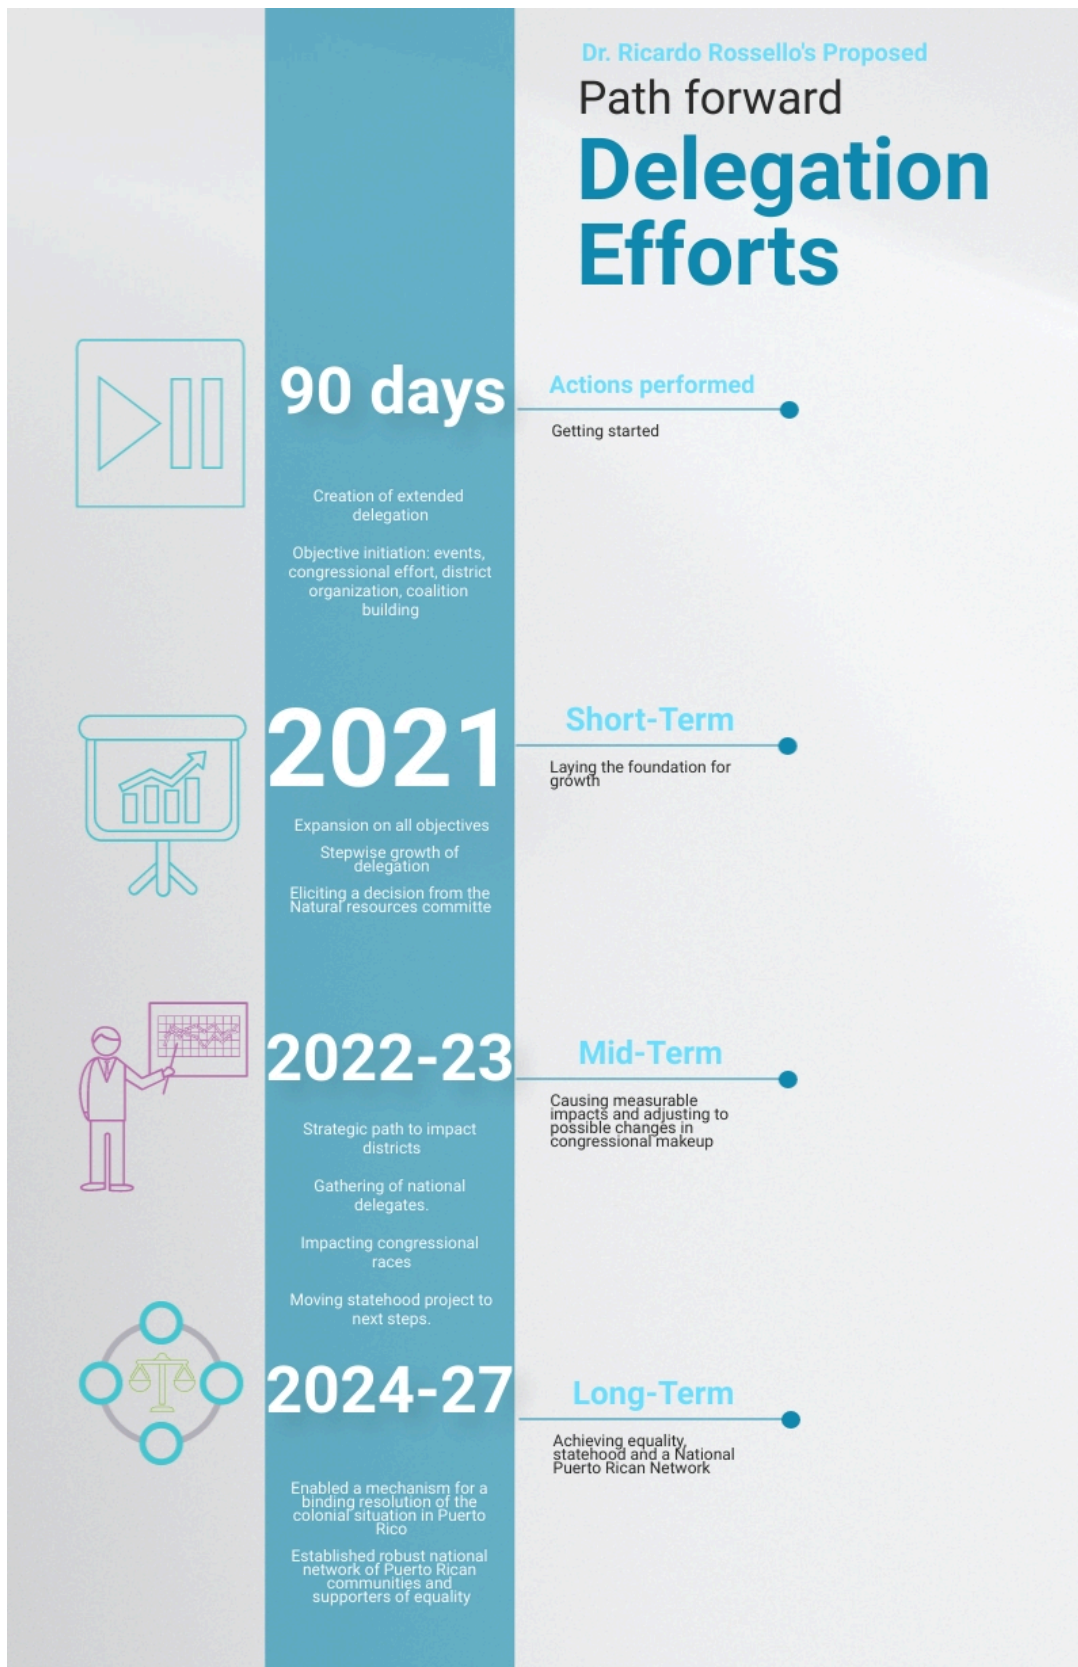 Dr. Ricardo Rossello's Proposed
Path forward
Delegation
Efforts
90 days
Actions performed
Getting started
Creation of extended
delegation
Objective initiation: events,
congressional effort, district
organization, coalition
building
2021
Short-Term
Laying the foundation for
growth
Expansion on all objectives
Stepwise growth of
delegation
Eliciting a decision from the
Natural resources committe
2022-23
Mid-Term
Causing measurable
impacts and adjusting to
possible changes in
congressional makeup
Strategic path to impact
districts
Gathering of national
delegates.
Impacting congressional
races
Moving statehood project to
next steps.
2024-27
Long-Term
Achieving equality,
statehood and a National
Puerto Rican Network
Enabled a mechanism for a
binding resolution of the
colonial situation in Puerto
Rico
Established robust national
network of Puerto Rican
communities and
supporters of equality